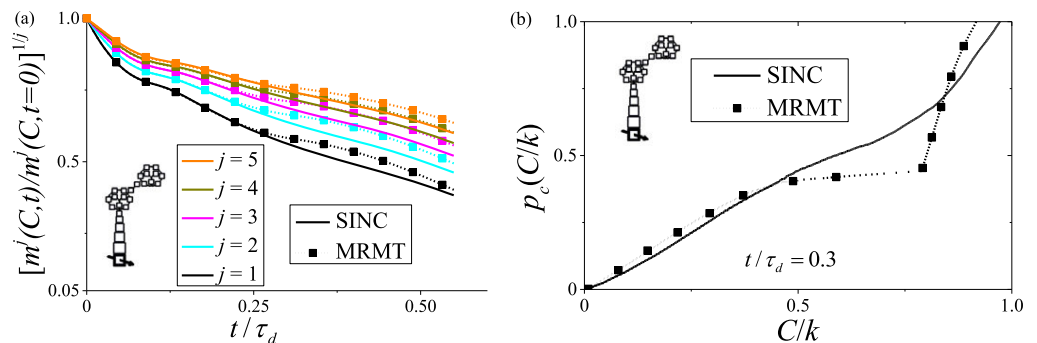 (a)
1.0
0.5
0.05
[m^j(C,t)/m^j(C,t=0)]^{1/j}
j = 5
j = 4
j = 3
j = 2
j = 1
SINC
MRMT
0
0.25
0.50
t/τ_d
(b)
1.0
0.5
0
p_c(C/k)
SINC
MRMT
t/τ_d = 0.3
0
0.5
1.0
C/k